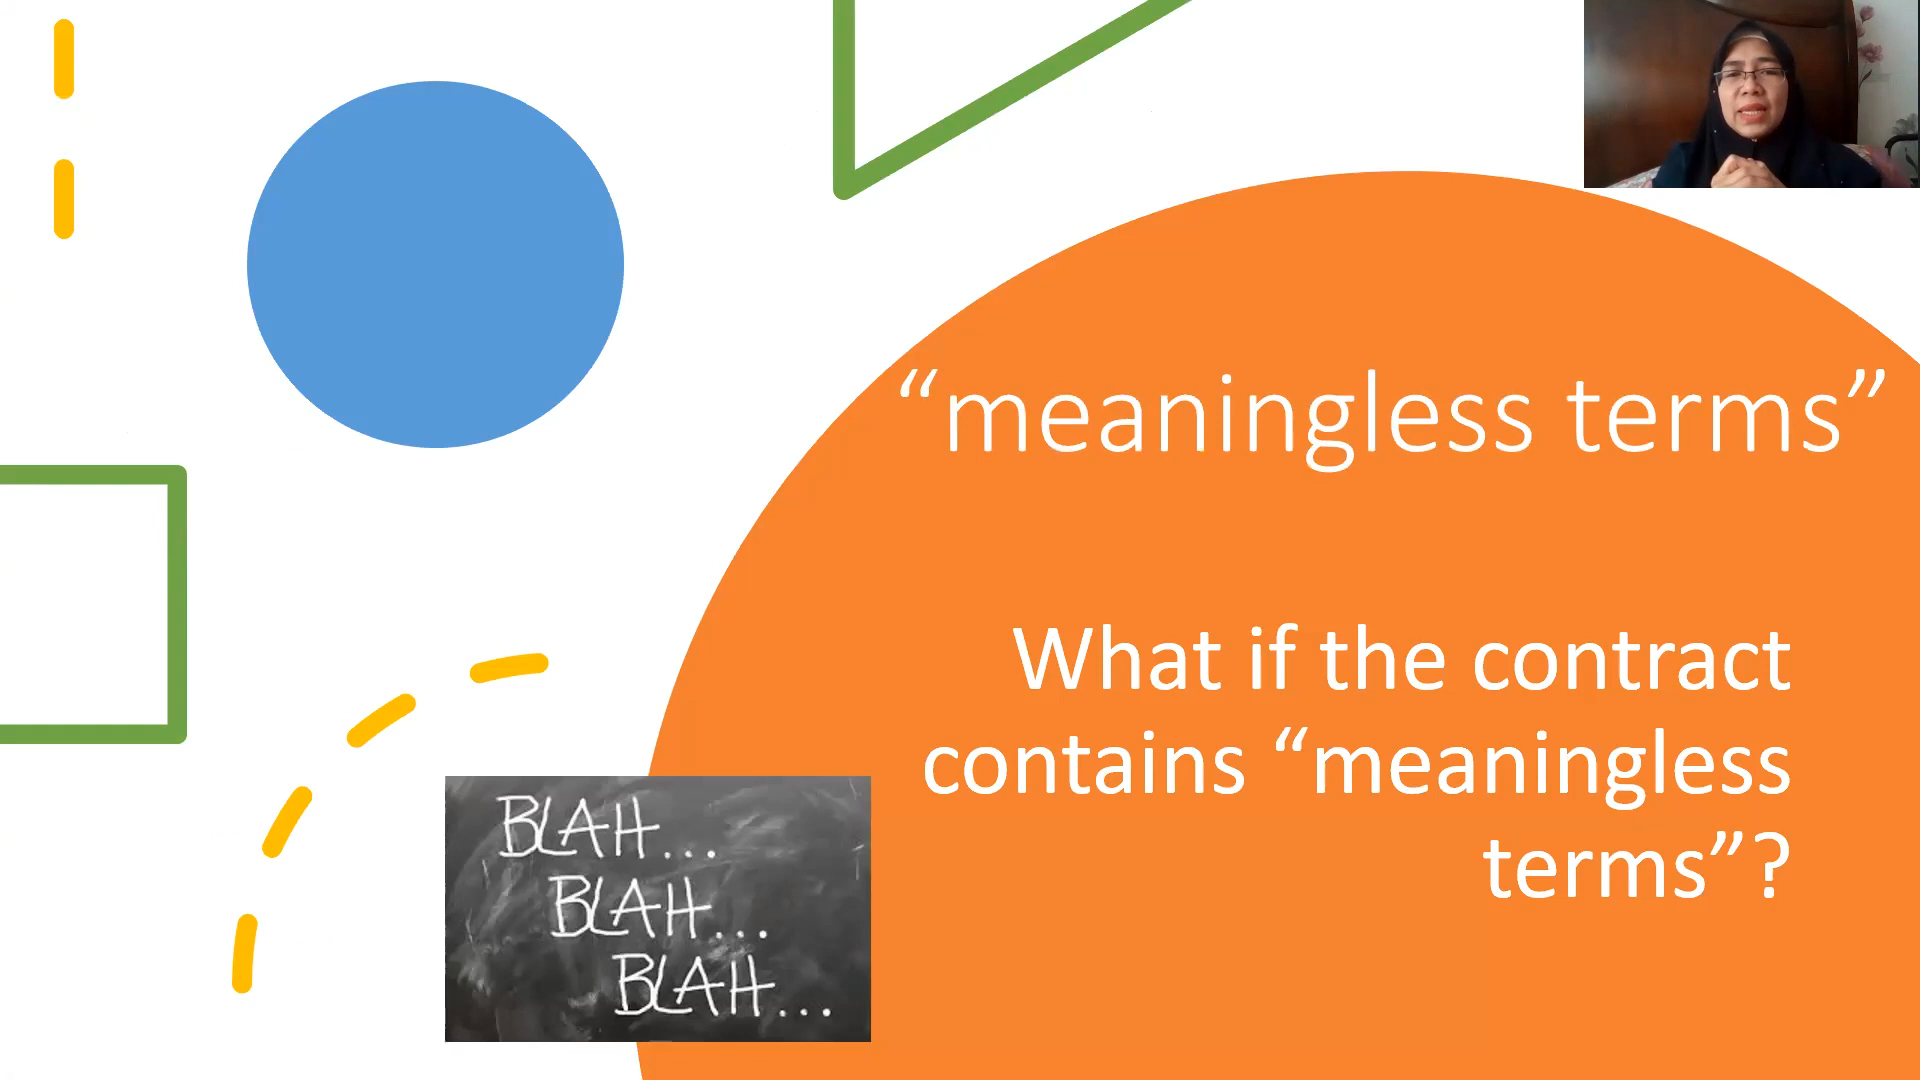 “meaningless terms”
What if the contract
contains “meaningless
terms”?
BLAH...
BLAH...
BLAH...